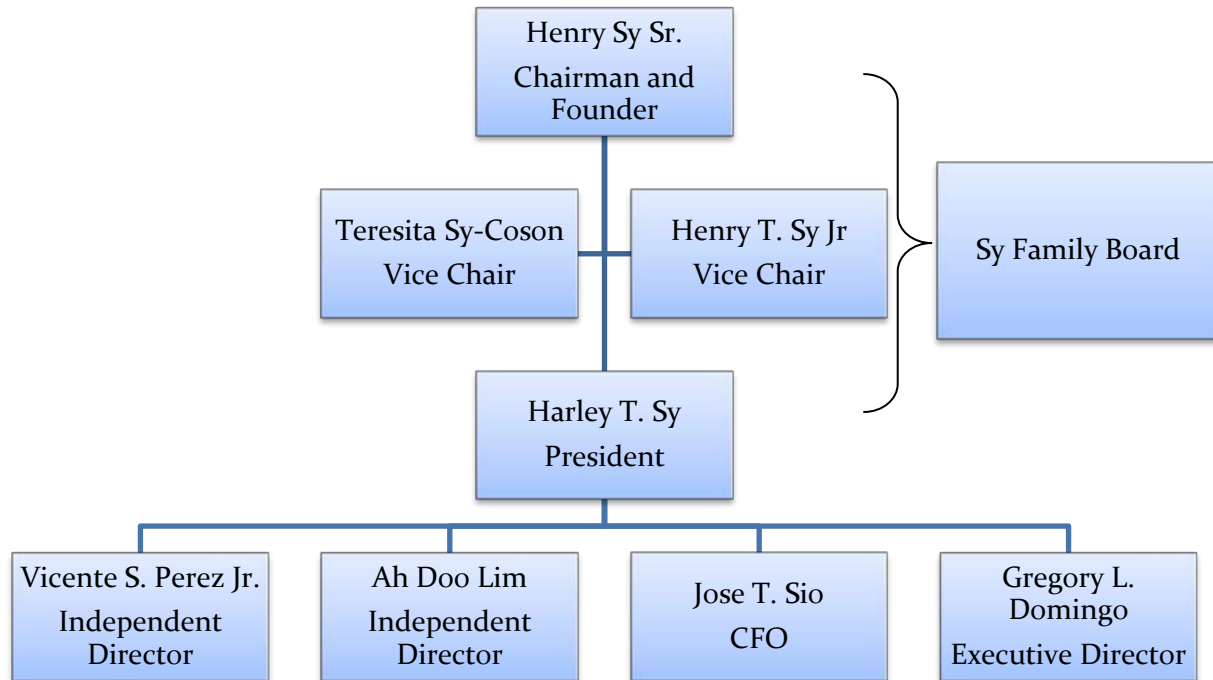 Henry Sy Sr.
Chairman and
Founder
Teresita Sy-Coson
Vice Chair
Henry T. Sy Jr
Vice Chair
Sy Family Board
Harley T. Sy
President
Vicente S. Perez Jr.
Independent
Director
Ah Doo Lim
Independent
Director
Jose T. Sio
CFO
Gregory L.
Domingo
Executive Director